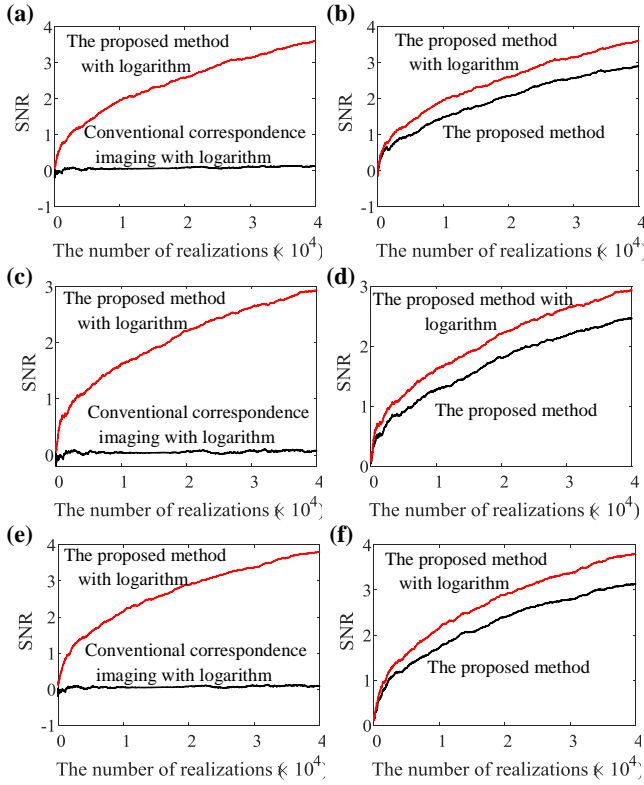 (a)
4
3
2
1
0
-1
SNR
The proposed method
with logarithm
Conventional correspondence
imaging with logarithm
0 1 2 3 4
The number of realizations (× 10⁴)
(b)
4
3
2
1
0
-1
SNR
The proposed method
with logarithm
The proposed method
0 1 2 3 4
The number of realizations (× 10⁴)
(c)
3
2
1
0
SNR
The proposed method
with logarithm
Conventional correspondence
imaging with logarithm
0 1 2 3 4
The number of realizations (× 10⁴)
(d)
3
2
1
0
SNR
The proposed method with
logarithm
The proposed method
0 1 2 3 4
The number of realizations (× 10⁴)
(e)
4
3
2
1
0
-1
SNR
The proposed method
with logarithm
Conventional correspondence
imaging with logarithm
0 1 2 3 4
The number of realizations (× 10⁴)
(f)
4
3
2
1
0
SNR
The proposed method
with logarithm
The proposed method
0 1 2 3 4
The number of realizations (× 10⁴)